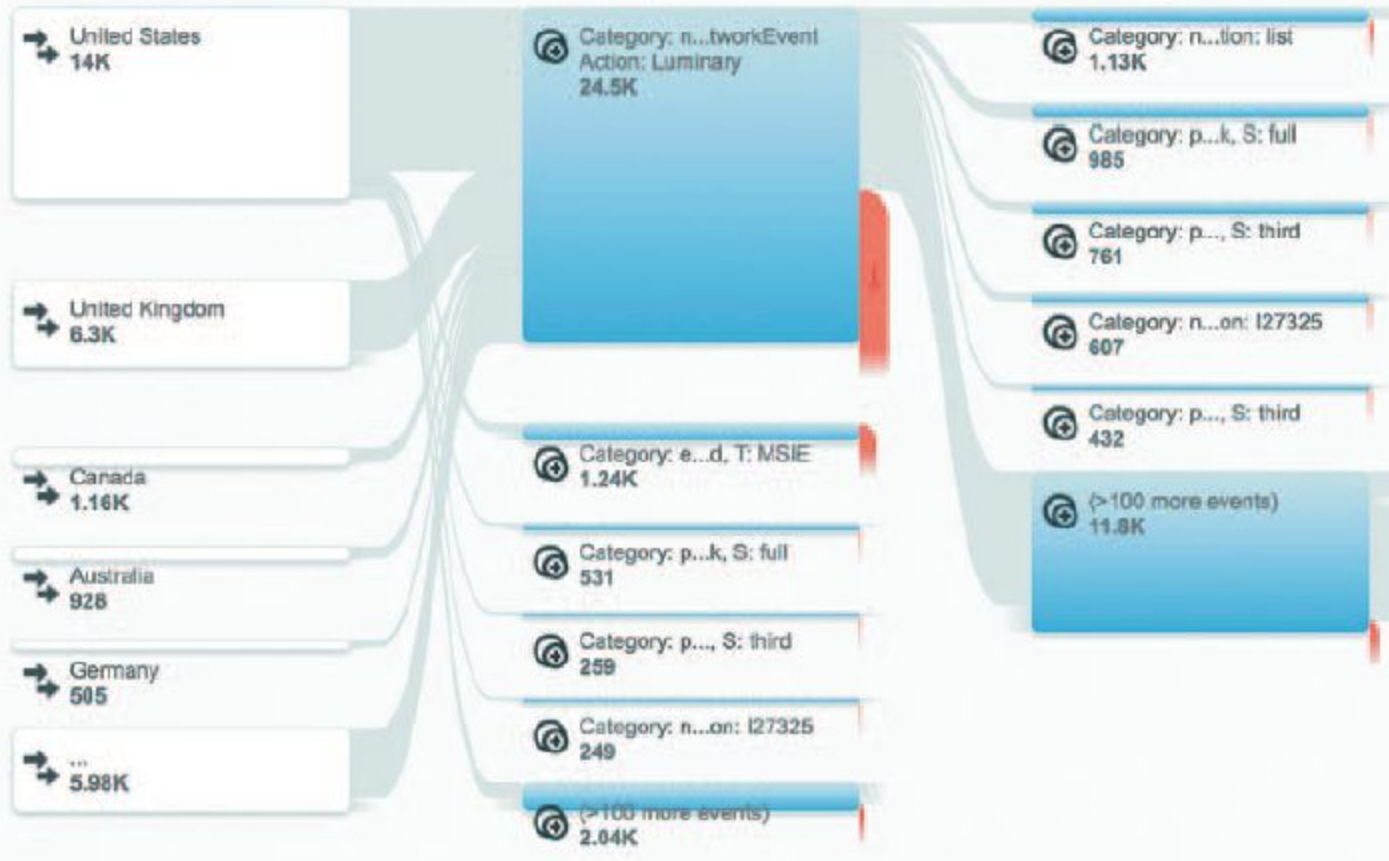 United States
14K
United Kingdom
6.3K
Canada
1.16K
Australia
928
Germany
505
...
5.98K
Category: n...tworkEvent
Action: Luminary
24.5K
Category: e...d, T: MSIE
1.24K
Category: p...k, S: full
531
Category: p..., S: third
259
Category: n...on: I27325
249
(>100 more events)
2.04K
Category: n...tion: list
1.13K
Category: p...k, S: full
985
Category: p..., S: third
761
Category: n...on: I27325
607
Category: p..., S: third
432
(>100 more events)
11.8K